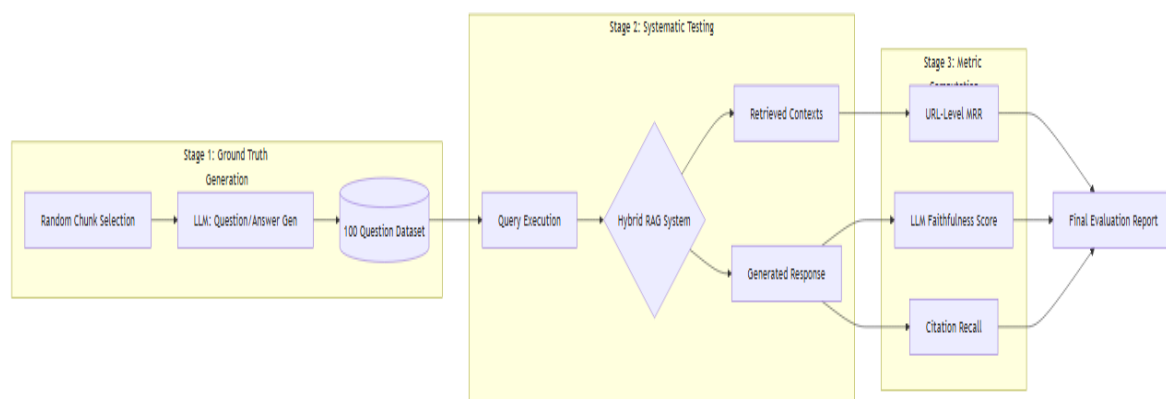 Stage 1: Ground Truth
Generation
Random Chunk Selection
LLM: Question/Answer Gen
100 Question Dataset
Stage 2: Systematic Testing
Query Execution
Hybrid RAG System
Retrieved Contexts
Generated Response
Stage 3: Metric
Computation
URL-Level MRR
LLM Faithfulness Score
Citation Recall
Final Evaluation Report